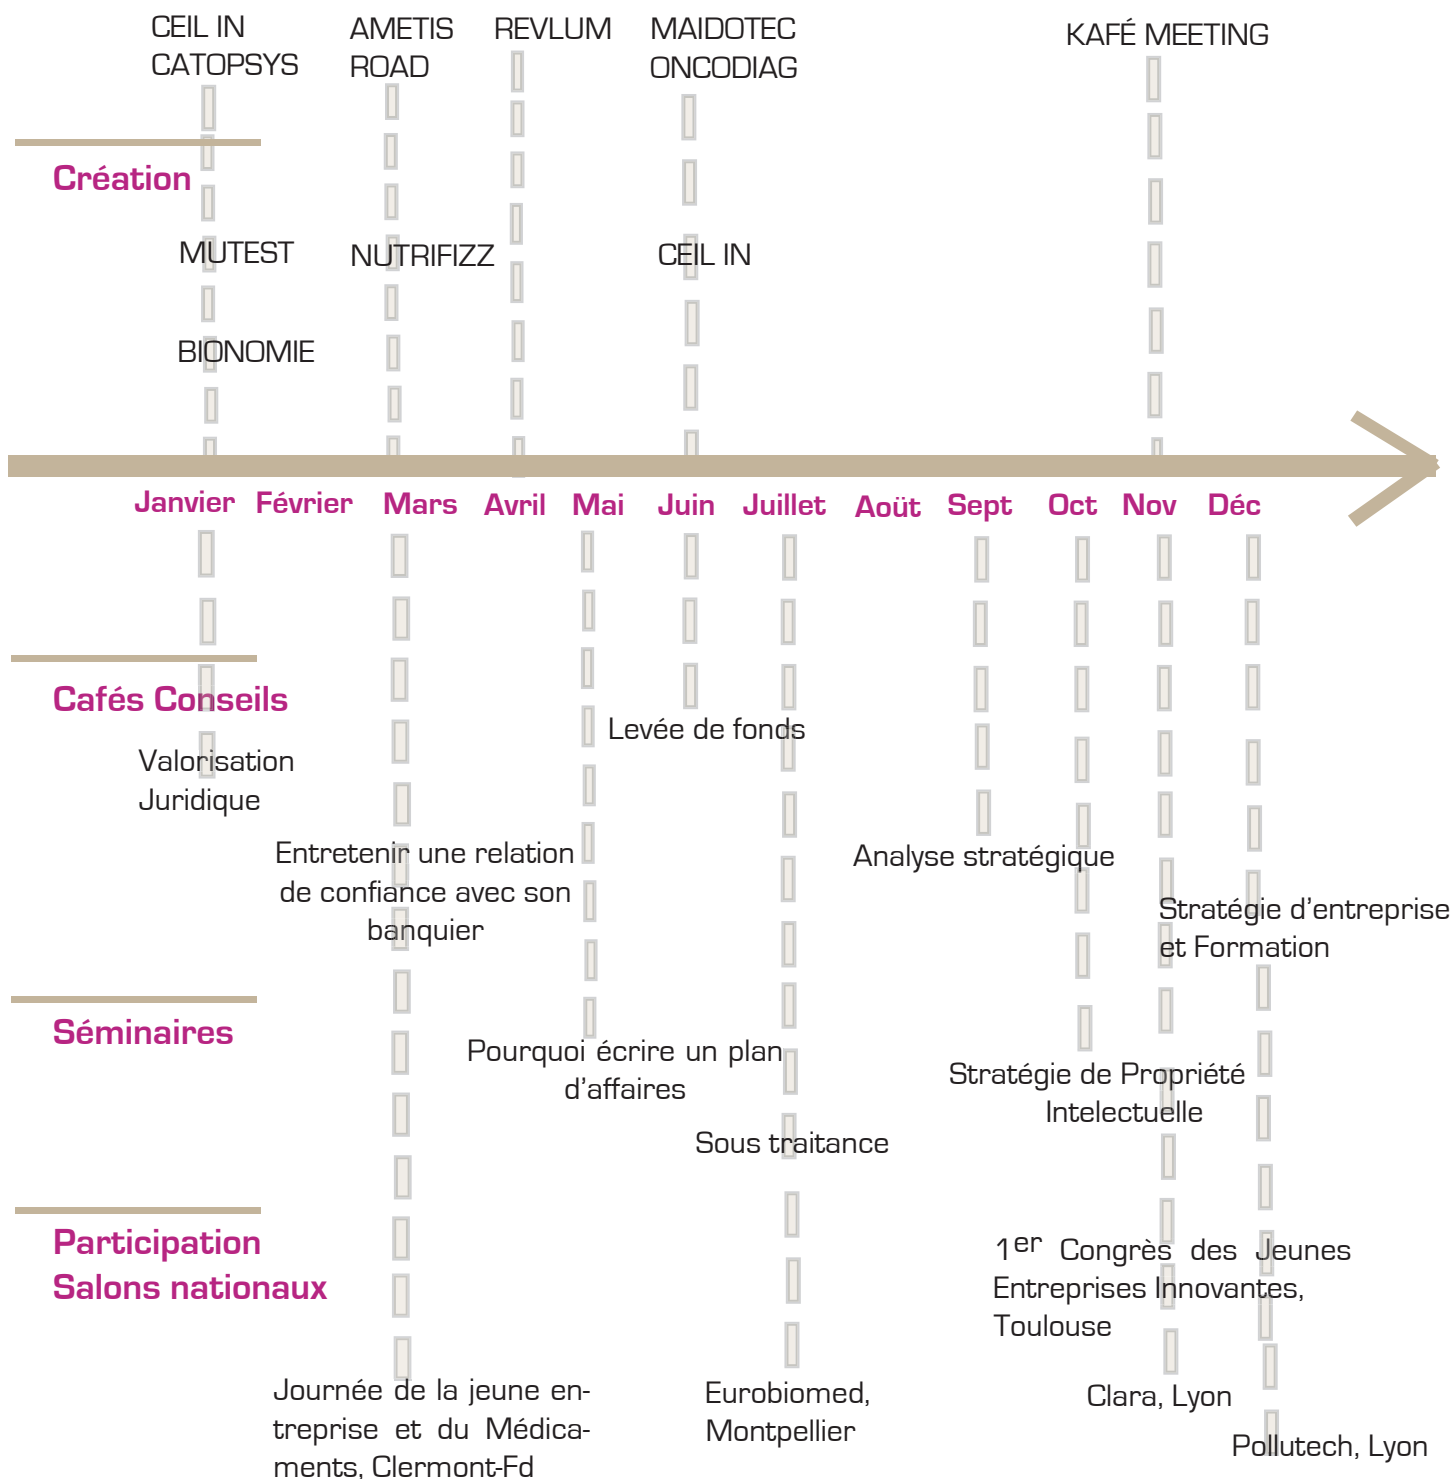 CEIL IN
CATOPSYS
AMETIS
ROAD
REVLUM
MAIDOTEC
ONCODIAG
KAFÉ MEETING
Création
MUTEST
NUTRIFIZZ
CEIL IN
BIONOMIE
Janvier Février Mars Avril Mai Juin Juillet Aoüt Sept Oct Nov Déc
Cafés Conseils
Valorisation
Juridique
Levée de fonds
Entretenir une relation
de confiance avec son
banquier
Analyse stratégique
Stratégie d'entreprise
et Formation
Séminaires
Pourquoi écrire un plan
d'affaires
Stratégie de Propriété
Intelectuelle
Sous traitance
Participation
Salons nationaux
1er Congrès des Jeunes
Entreprises Innovantes,
Toulouse
Journée de la jeune en-
treprise et du Médica-
ments, Clermont-Fd
Eurobiomed,
Montpellier
Clara, Lyon
Pollutech, Lyon